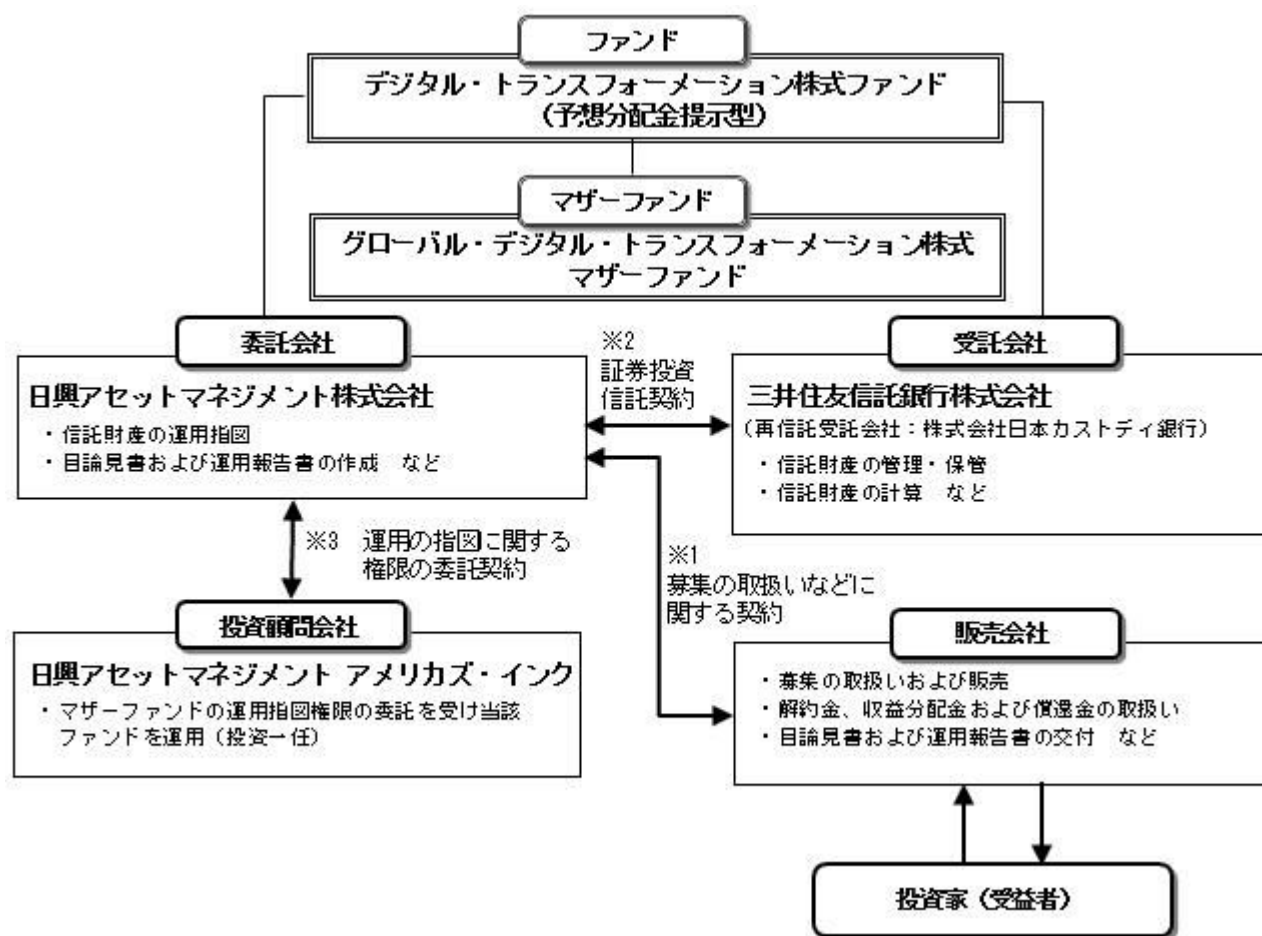 ファンド
デジタル・トランスフォーメーション株式ファンド
（予想分配金提示型）
マザーファンド
グローバル・デジタル・トランスフォーメーション株式
マザーファンド
委託会社
日興アセットマネジメント株式会社
・信託財産の運用指図
・目論見書および運用報告書の作成　など
※2
証券投資
信託契約
受託会社
三井住友信託銀行株式会社
（再信託受託会社：株式会社日本カストディ銀行）
・信託財産の管理・保管
・信託財産の計算　など
※3　運用の指図に関する
権限の委託契約
※1
募集の取扱いなどに
関する契約
投資顧問会社
日興アセットマネジメント アメリカズ・インク
・マザーファンドの運用指図権限の委託を受け当該
ファンドを運用（投資一任）
販売会社
・募集の取扱いおよび販売
・解約金、収益分配金および償還金の取扱い
・目論見書および運用報告書の交付　など
投資家（受益者）